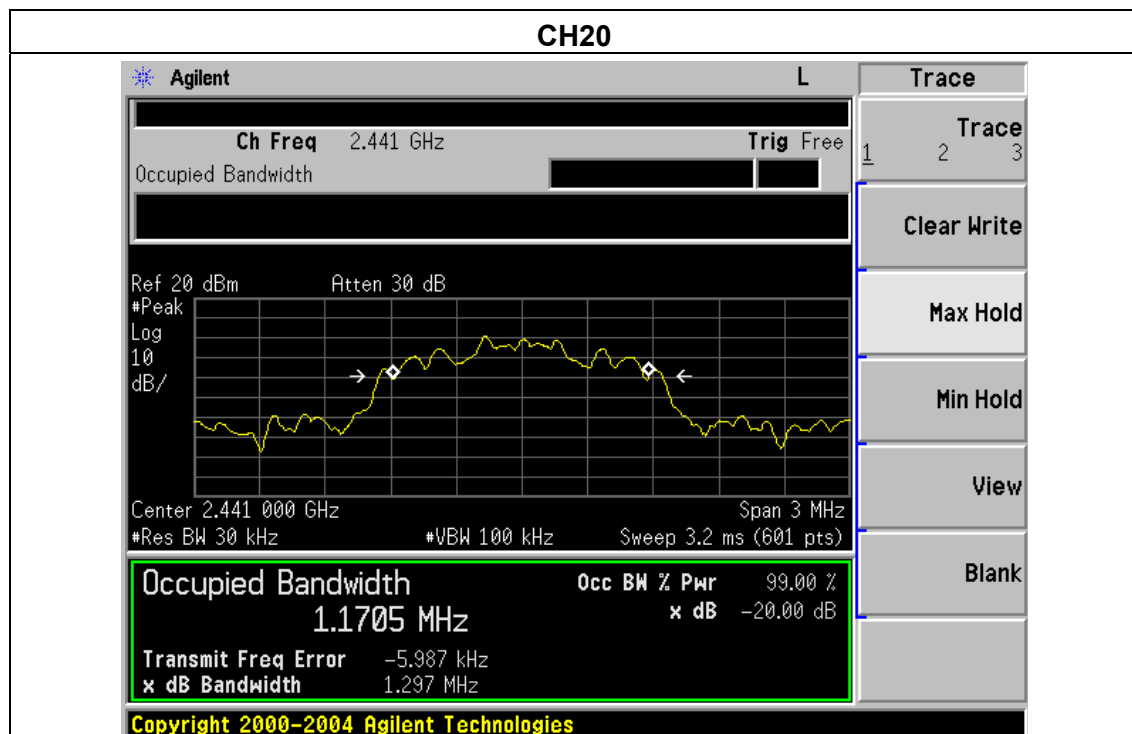 CH20
Agilent L Trace
Ch Freq 2.441 GHz Trig Free
Occupied Bandwidth
Trace
1 2 3
Clear Write
Max Hold
Min Hold
View
Blank
Ref 20 dBm Atten 30 dB
#Peak
Log
10
dB/
Center 2.441 000 GHz Span 3 MHz
#Res BW 30 kHz #VBW 100 kHz Sweep 3.2 ms (601 pts)
Occupied Bandwidth Occ BW % Pwr 99.00 %
1.1705 MHz x dB -20.00 dB
Transmit Freq Error -5.987 kHz
x dB Bandwidth 1.297 MHz
Copyright 2000-2004 Agilent Technologies